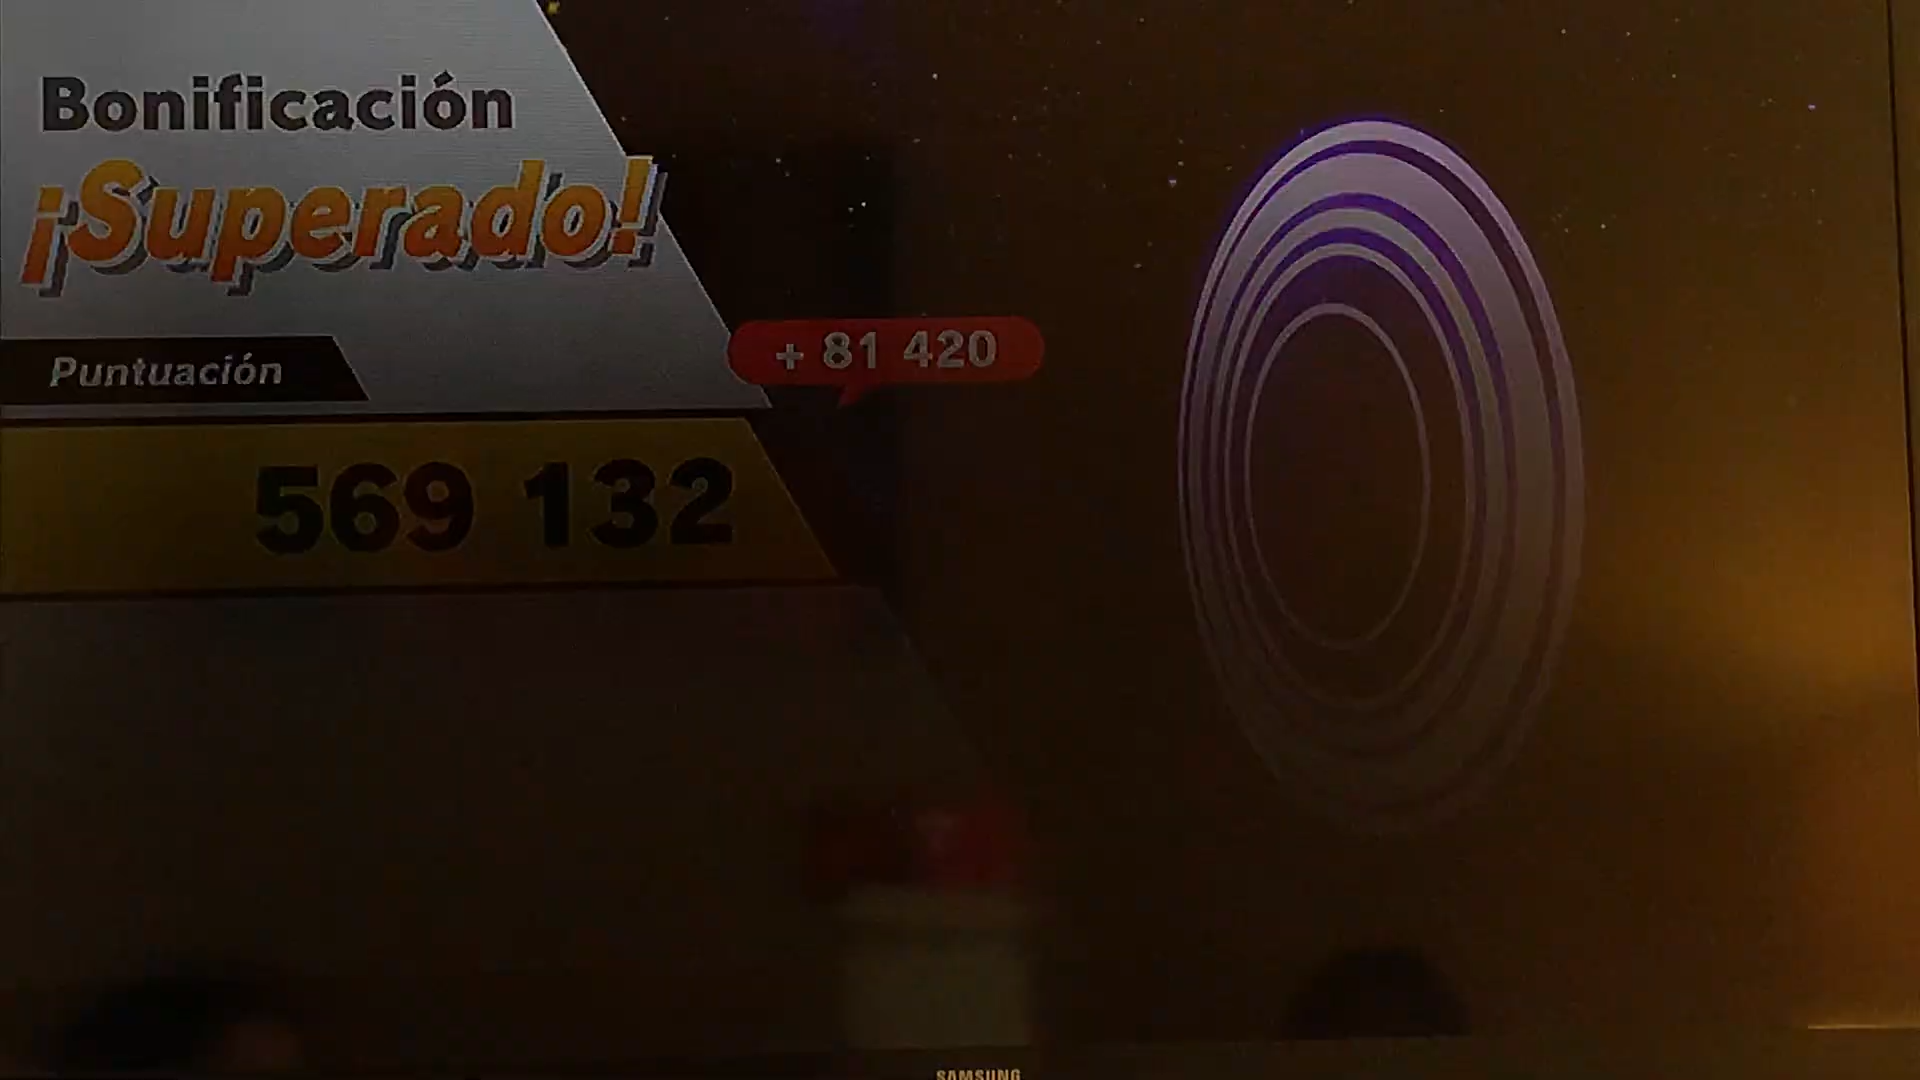 Bonificación
¡Superado!
Puntuación
+ 81 420
569 132
SAMSUNG